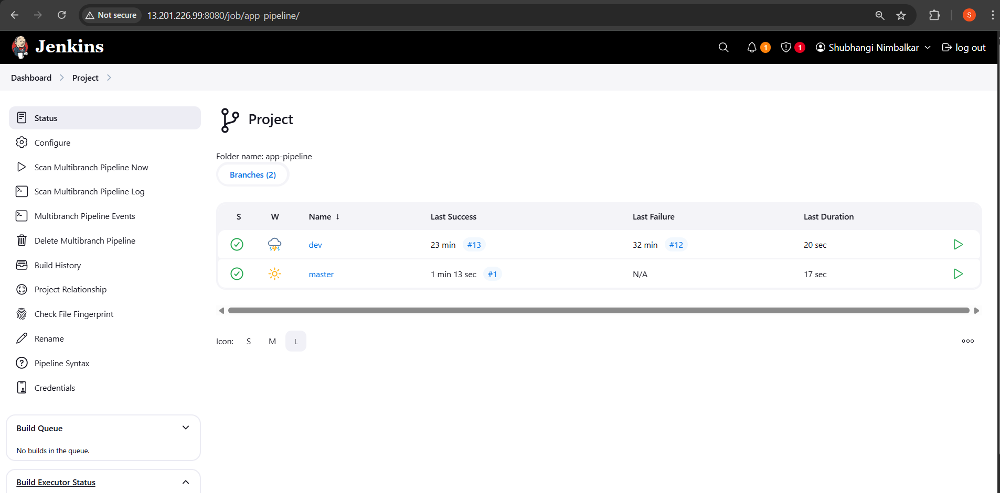 Not secure 13.201.226.99:8080/job/app-pipeline/ S
Jenkins 1 1 Shubhangi Nimbalkar log out
Dashboard Project
Status
Configure
Scan Multibranch Pipeline Now
Scan Multibranch Pipeline Log
Multibranch Pipeline Events
Delete Multibranch Pipeline
Build History
Project Relationship
Check File Fingerprint
Rename
Pipeline Syntax
Credentials
Build Queue
No builds in the queue.
Build Executor Status
Project
Folder name: app-pipeline
Branches (2)
S W Name ↓ Last Success Last Failure Last Duration
dev 23 min #13 32 min #12 20 sec
master 1 min 13 sec #1 N/A 17 sec
Icon: S M L